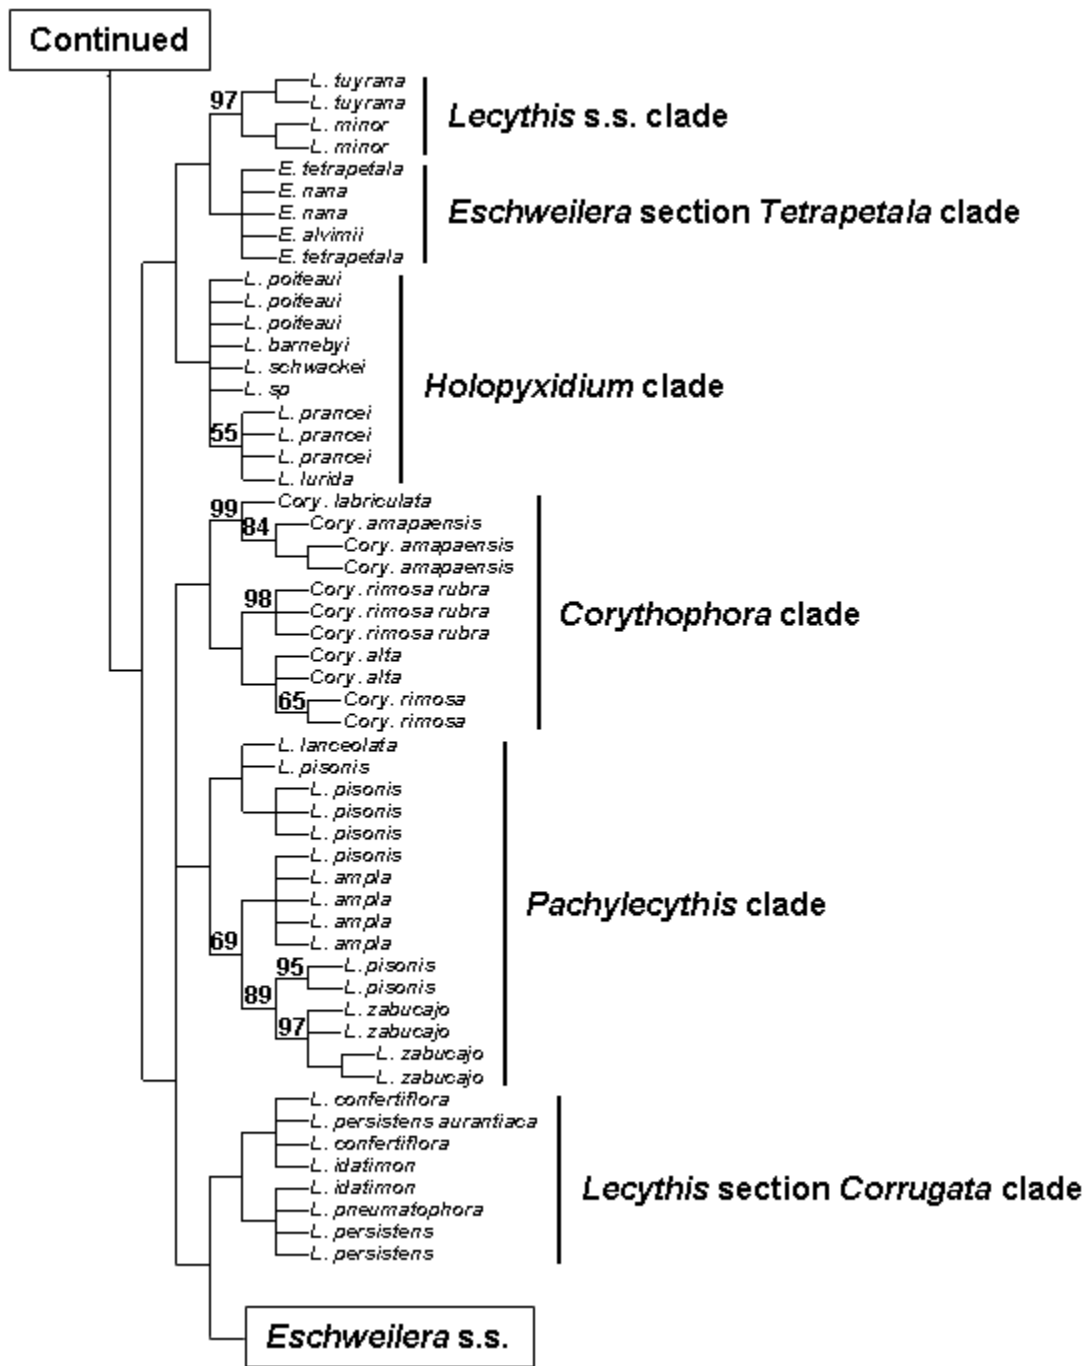 Continued
97
L. tuyrana
L. tuyrana
L. minor
L. minor
Lecythis s.s. clade
E. tetrapetala
E. nana
E. nana
E. alvimii
E. tetrapetala
Eschweilera section Tetrapetala clade
L. poiteaui
L. poiteaui
L. poiteaui
L. barnebyi
L. schwackei
L. sp
55
L. prancei
L. prancei
L. prancei
L. lurida
Holopyxidium clade
99
Cory. labriculata
84
Cory. amapaensis
Cory. amapaensis
Cory. amapaensis
98
Cory. rimosa rubra
Cory. rimosa rubra
Cory. rimosa rubra
Cory. alta
Cory. alta
65
Cory. rimosa
Cory. rimosa
Corythophora clade
L. lanceolata
L. pisonis
L. pisonis
L. pisonis
L. pisonis
69
L. pisonis
L. ampla
L. ampla
L. ampla
L. ampla
89
95
L. pisonis
L. pisonis
97
L. zabucajo
L. zabucajo
L. zabucajo
L. zabucajo
Pachylecythis clade
L. confertiflora
L. persistens aurantiaca
L. confertiflora
L. idatimon
L. idatimon
L. pneumatophora
L. persistens
L. persistens
Lecythis section Corrugata clade
Eschweilera s.s.